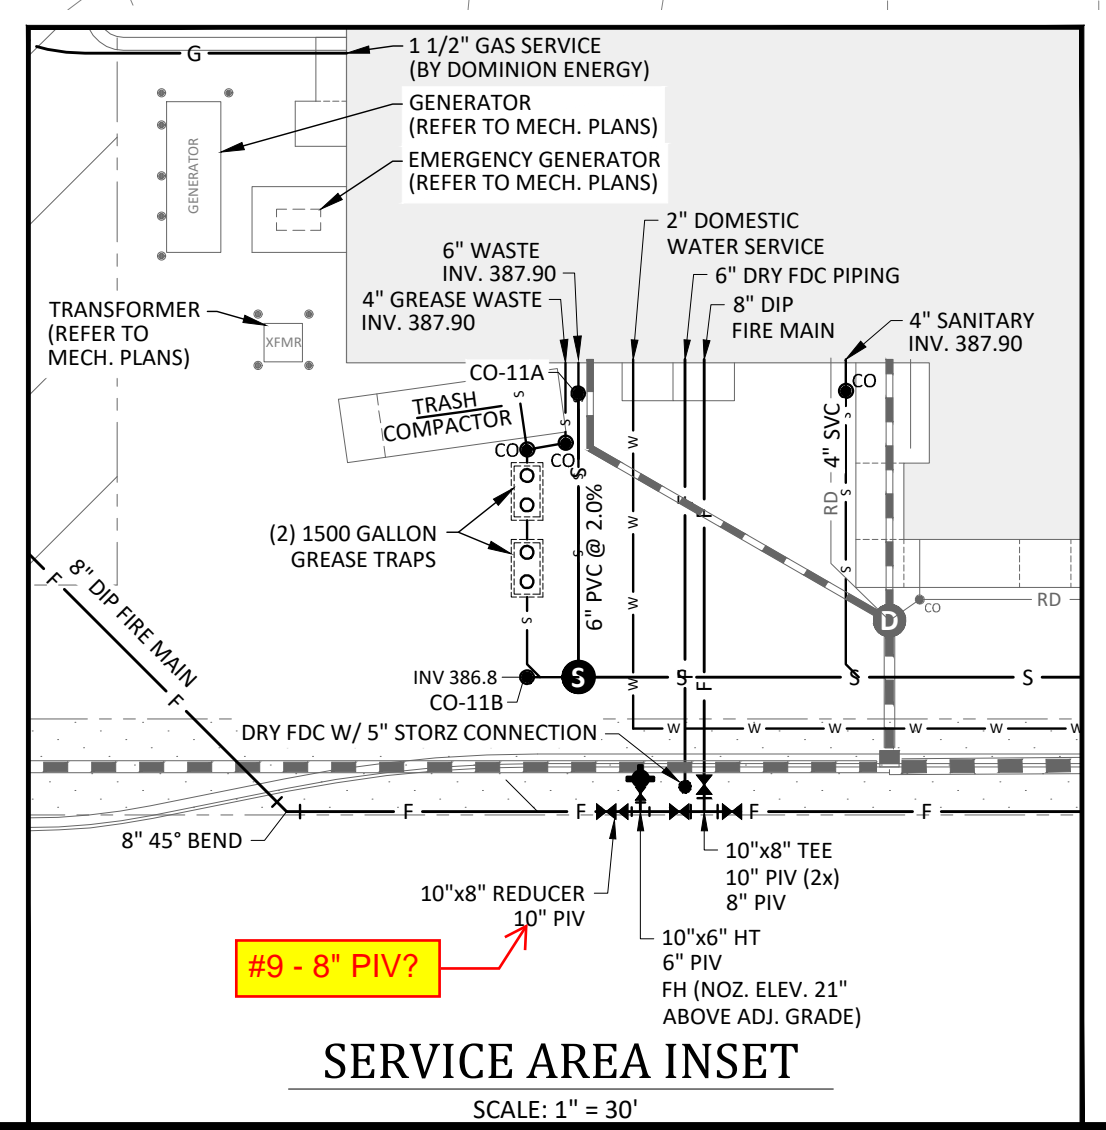 G
1 1/2" GAS SERVICE
(BY DOMINION ENERGY)
GENERATOR
(REFER TO MECH. PLANS)
GENERATOR
EMERGENCY GENERATOR
(REFER TO MECH. PLANS)
2" DOMESTIC
WATER SERVICE
6" WASTE
INV. 387.90
6" DRY FDC PIPING
4" GREASE WASTE
INV. 387.90
8" DIP
FIRE MAIN
4" SANITARY
INV. 387.90
TRANSFORMER
(REFER TO
MECH. PLANS)
XFMR
CO-11A
CO
TRASH
COMPACTOR
S
S
CO
CO
4" SVC
S
W
W
W
W
S
S
6" PVC @ 2.0%
F
F
RD
S
S
S
(2) 1500 GALLON
GREASE TRAPS
S
8" DIP FIRE MAIN
F
F
CO
RD
D
INV 386.8
CO-11B
S
S
S
S
F
DRY FDC W/ 5" STORZ CONNECTION
W
W
W
W
W
W
8" 45° BEND
F
F
F
F
10"x8" TEE
10" PIV (2x)
8" PIV
10"x8" REDUCER
10" PIV
#9 - 8" PIV?
10"x6" HT
6" PIV
FH (NOZ. ELEV. 21"
ABOVE ADJ. GRADE)
SERVICE AREA INSET
SCALE: 1" = 30'